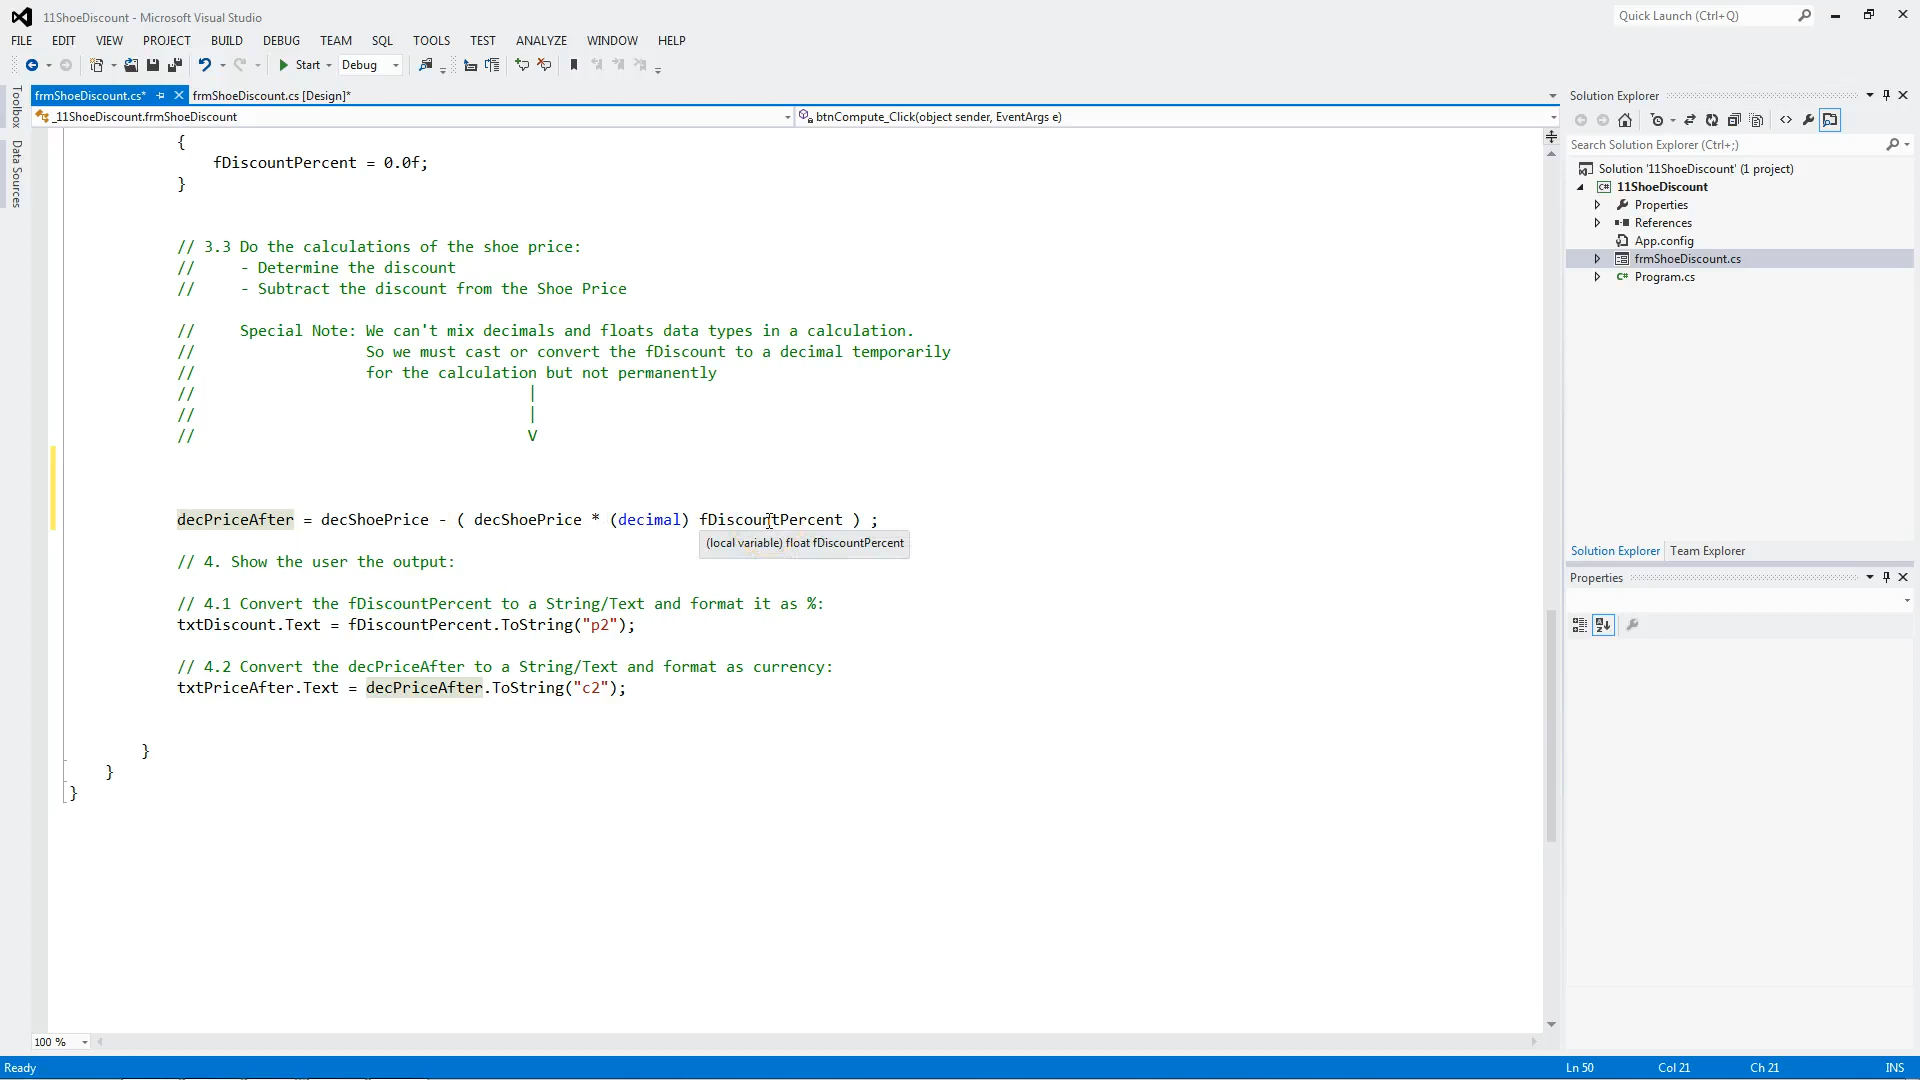 11ShoeDiscount - Microsoft Visual Studio
Quick Launch (Ctrl+Q)
FILE EDIT VIEW PROJECT BUILD DEBUG TEAM SQL TOOLS TEST ANALYZE WINDOW HELP
Start Debug
Toolbox
Data Sources
frmShoeDiscount.cs* frmShoeDiscount.cs [Design]*
_11ShoeDiscount.frmShoeDiscount btnCompute_Click(object sender, EventArgs e)
{
fDiscountPercent = 0.0f;
}
// 3.3 Do the calculations of the shoe price:
// - Determine the discount
// - Subtract the discount from the Shoe Price
// Special Note: We can't mix decimals and floats data types in a calculation.
// So we must cast or convert the fDiscount to a decimal temporarily
// for the calculation but not permanently
// |
// |
// V
decPriceAfter = decShoePrice - ( decShoePrice * (decimal) fDiscountPercent ) ;
(local variable) float fDiscountPercent
// 4. Show the user the output:
// 4.1 Convert the fDiscountPercent to a String/Text and format it as %:
txtDiscount.Text = fDiscountPercent.ToString("p2");
// 4.2 Convert the decPriceAfter to a String/Text and format as currency:
txtPriceAfter.Text = decPriceAfter.ToString("c2");
}
}
}
100 %
Solution Explorer
Search Solution Explorer (Ctrl+;)
Solution '11ShoeDiscount' (1 project)
C# 11ShoeDiscount
Properties
References
App.config
frmShoeDiscount.cs
C# Program.cs
Solution Explorer Team Explorer
Properties
Ready Ln 50 Col 21 Ch 21 INS